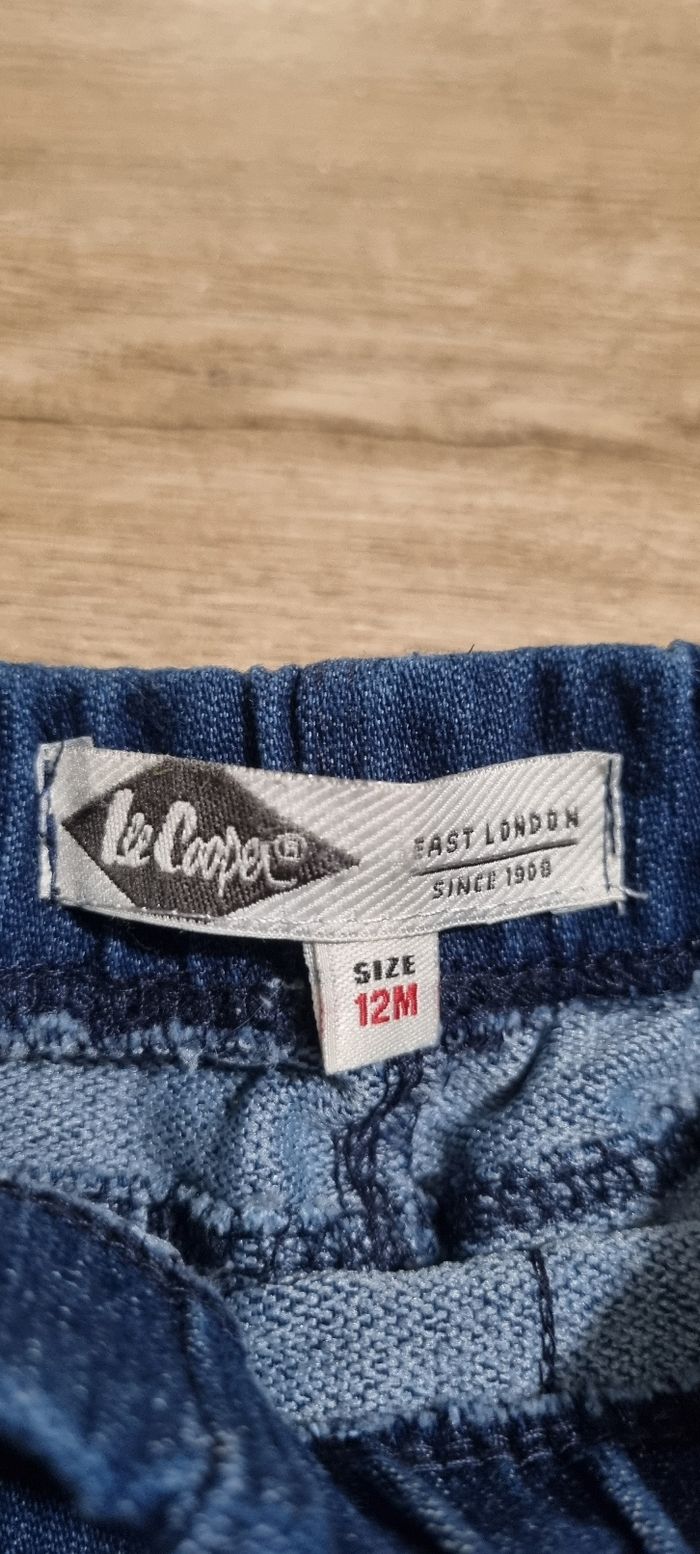 Lee Cooper®
EAST LONDON
SINCE 1908
SIZE
12M